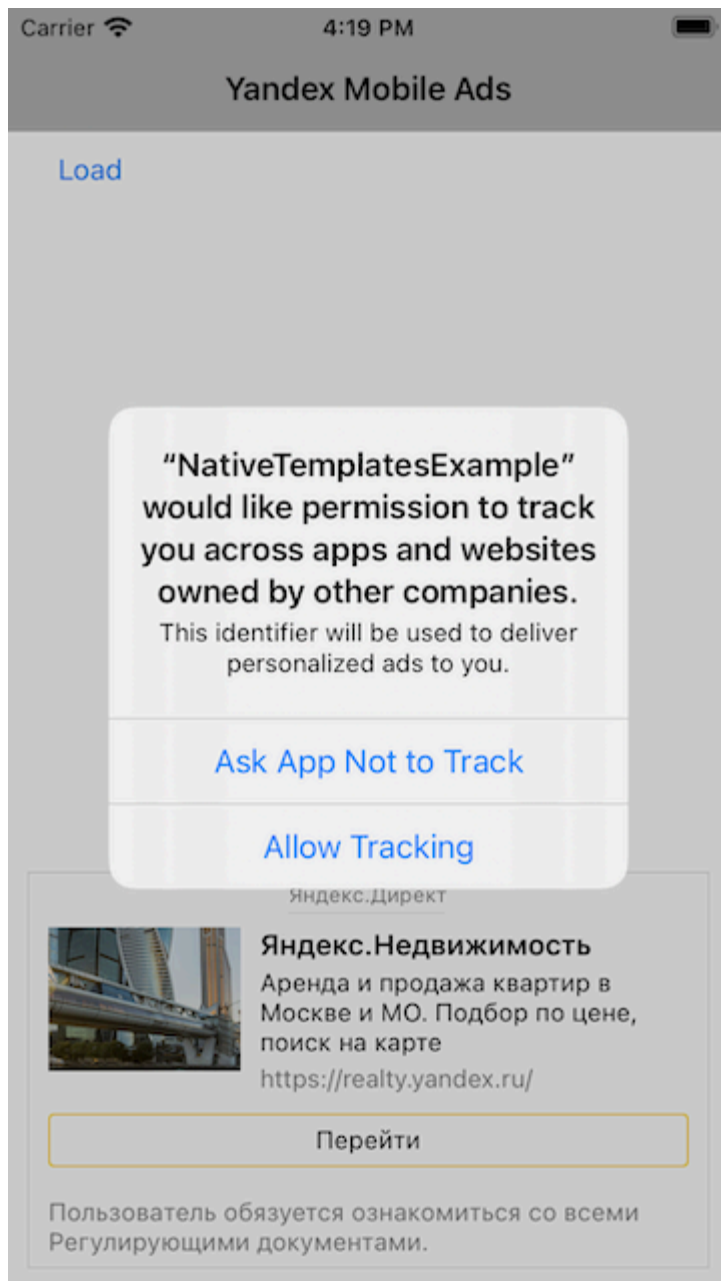 Carrier
4:19 PM
Yandex Mobile Ads
Load
“NativeTemplatesExample”
would like permission to track
you across apps and websites
owned by other companies.
This identifier will be used to deliver
personalized ads to you.
Ask App Not to Track
Allow Tracking
Яндекс.Директ
Яндекс.Недвижимость
Аренда и продажа квартир в
Москве и МО. Подбор по цене,
поиск на карте
https://realty.yandex.ru/
Перейти
Пользователь обязуется ознакомиться со всеми
Регулирующими документами.